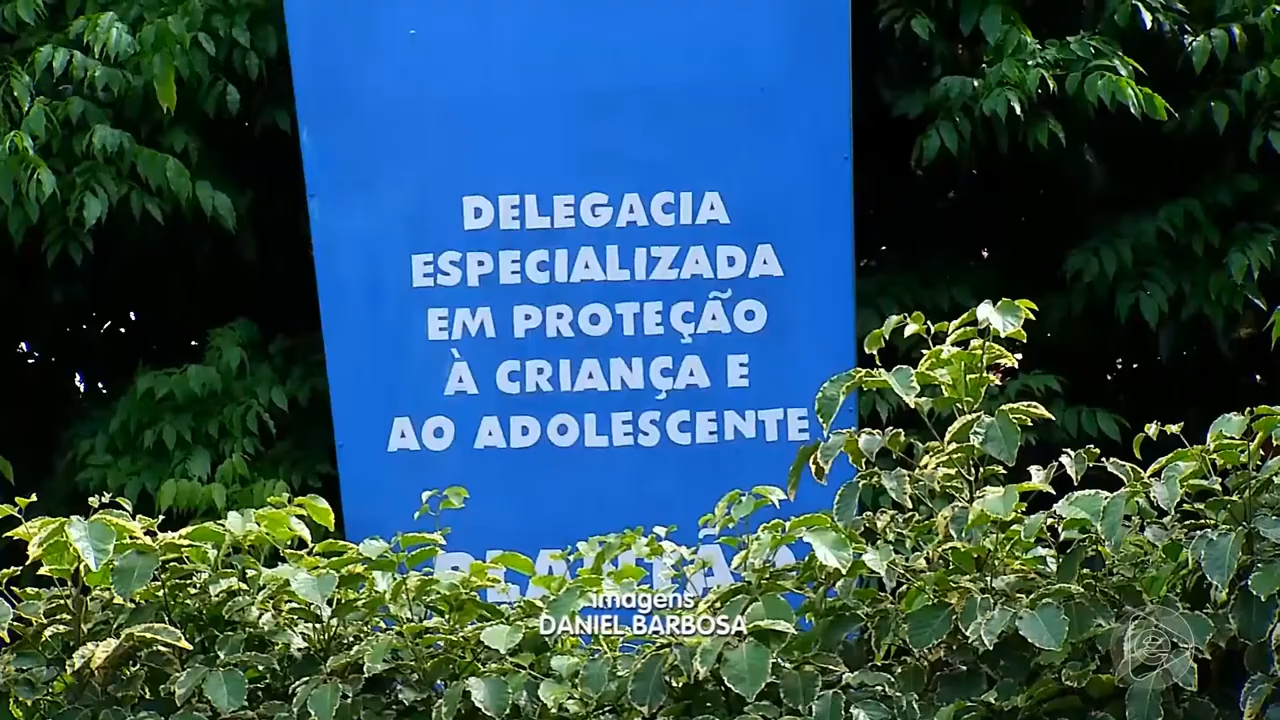 DELEGACIA
ESPECIALIZADA
EM PROTEÇÃO
À CRIANÇA E
AO ADOLESCENTE
imagens
DANIEL BARBOSA